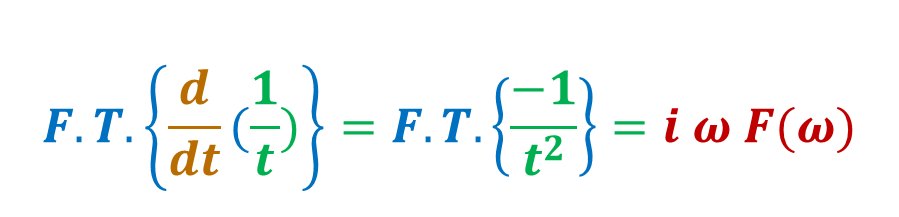 F.T.{d/dt (1/t)} = F.T.{−1/t²} = i ω F(ω)